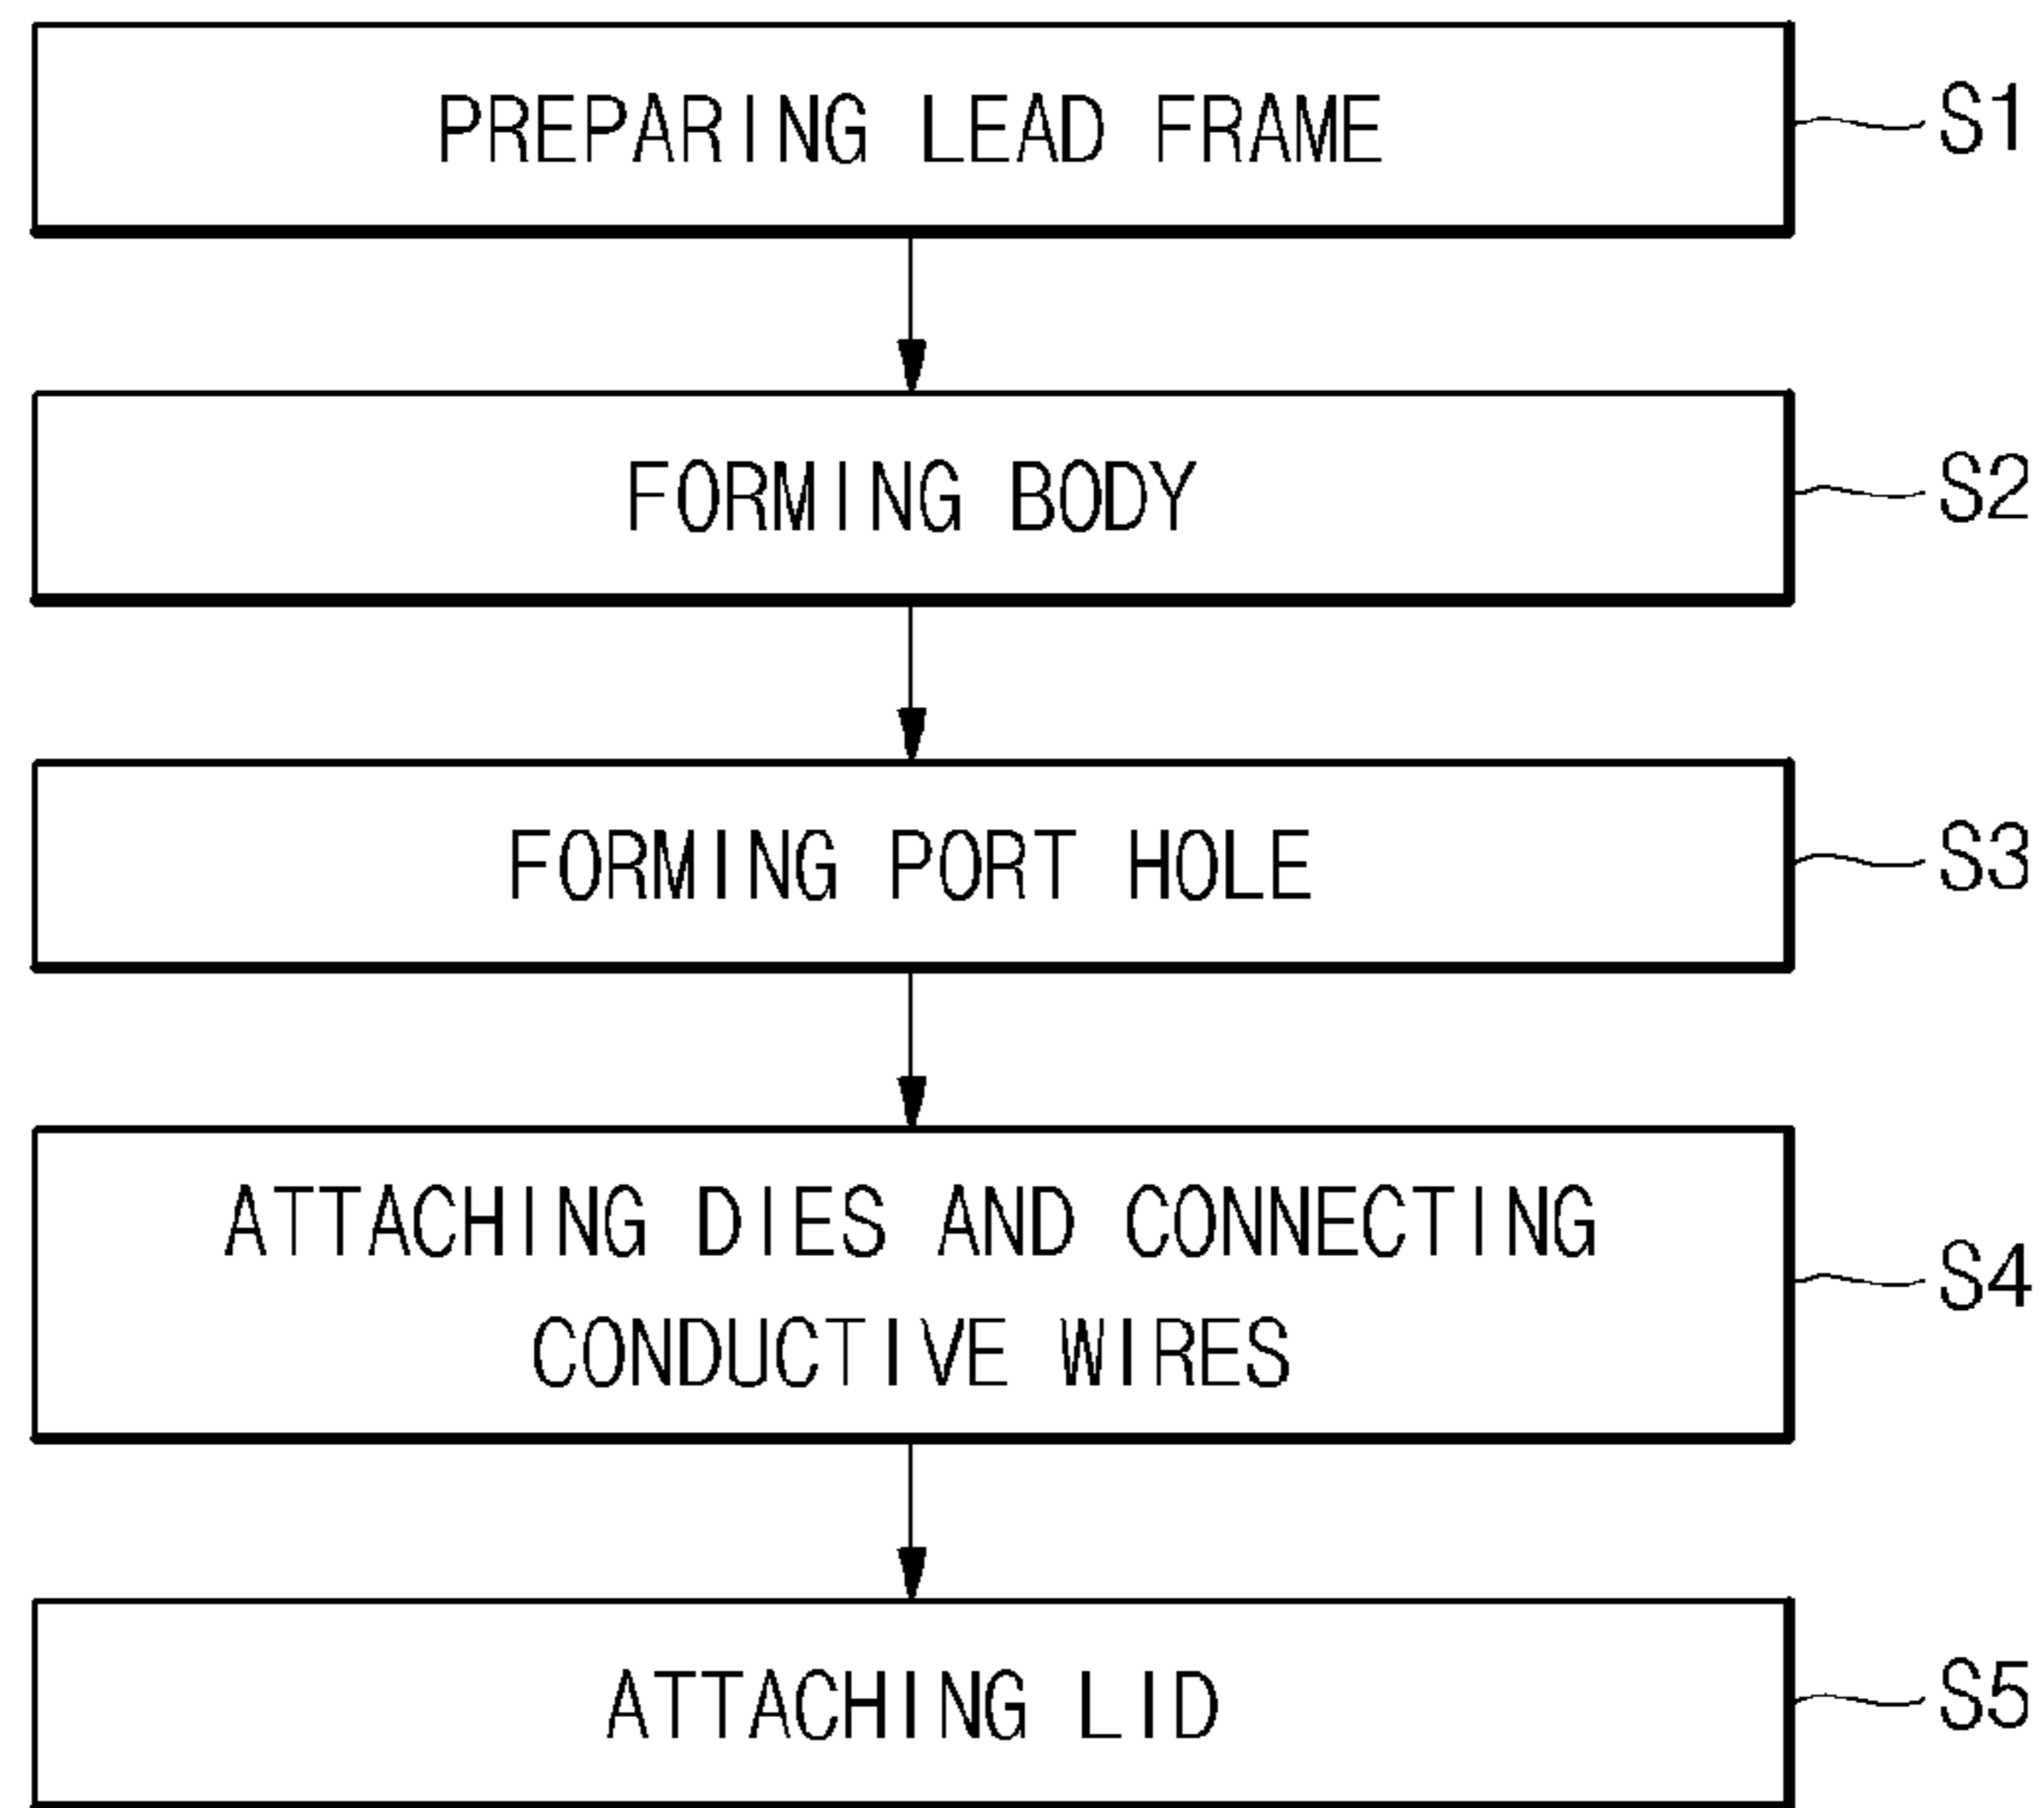 PREPARING LEAD FRAME
S1
FORMING BODY
S2
FORMING PORT HOLE
S3
ATTACHING DIES AND CONNECTING
CONDUCTIVE WIRES
S4
ATTACHING LID
S5